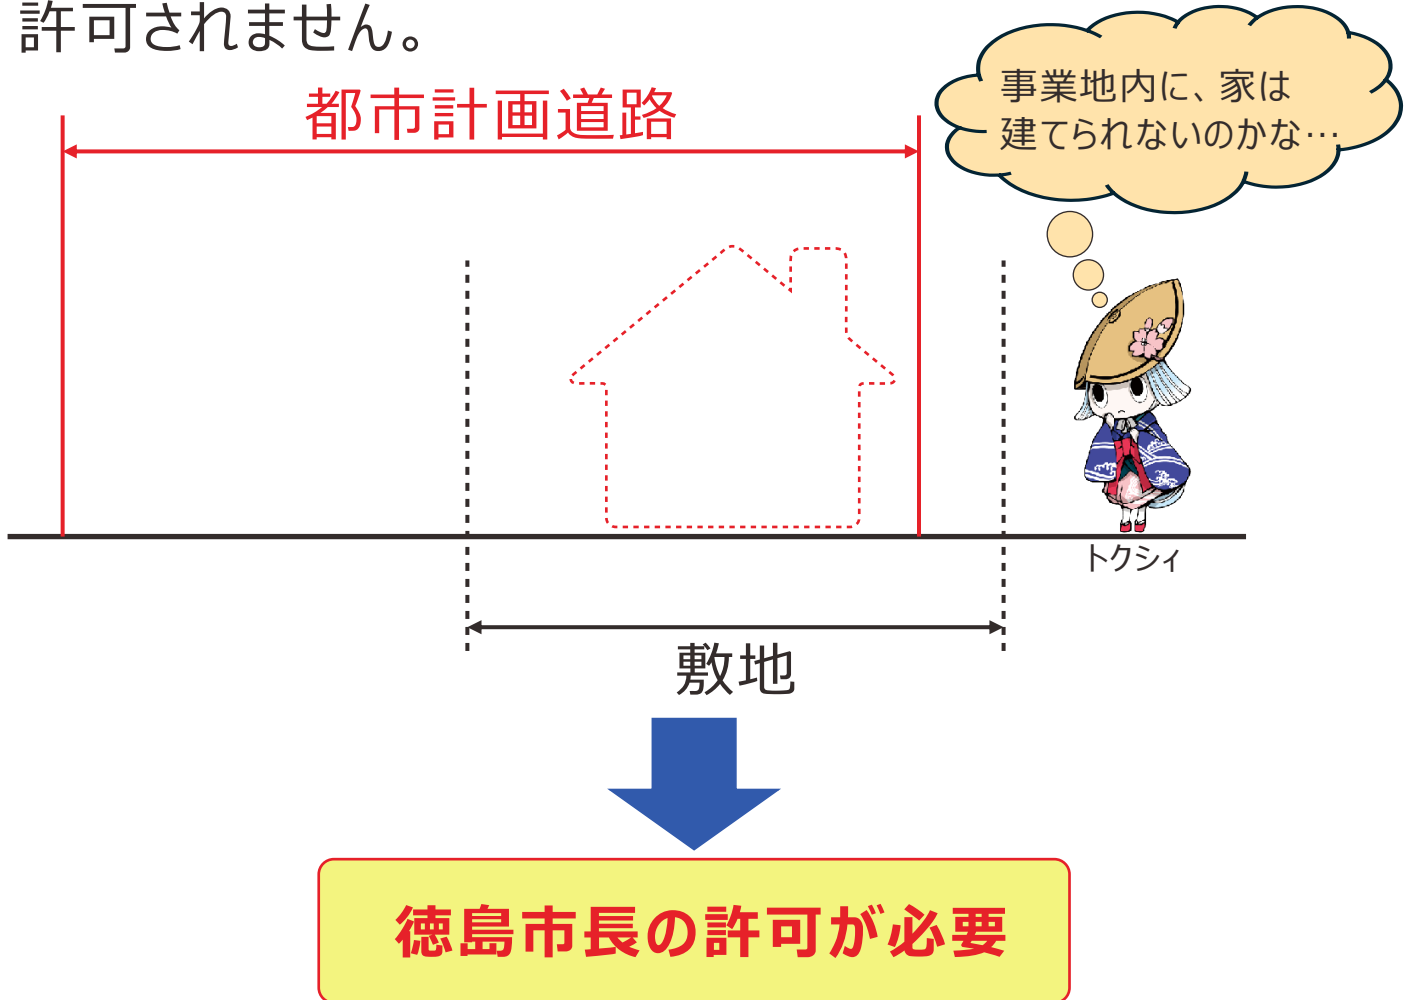 許可されません。
都市計画道路
事業地内に、家は
建てられないのかな…
トクシィ
敷地
徳島市長の許可が必要